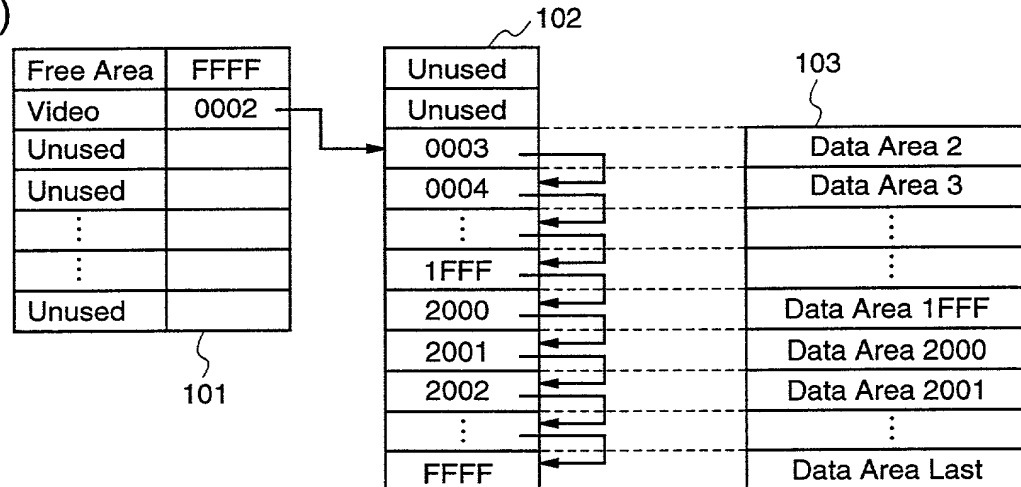 )
102
103
Free Area FFFF
Video 0002
Unused
Unused
⋮
⋮
Unused
101
Unused
Unused
0003
0004
⋮
1FFF
2000
2001
2002
⋮
FFFF
Data Area 2
Data Area 3
⋮
⋮
Data Area 1FFF
Data Area 2000
Data Area 2001
⋮
Data Area Last